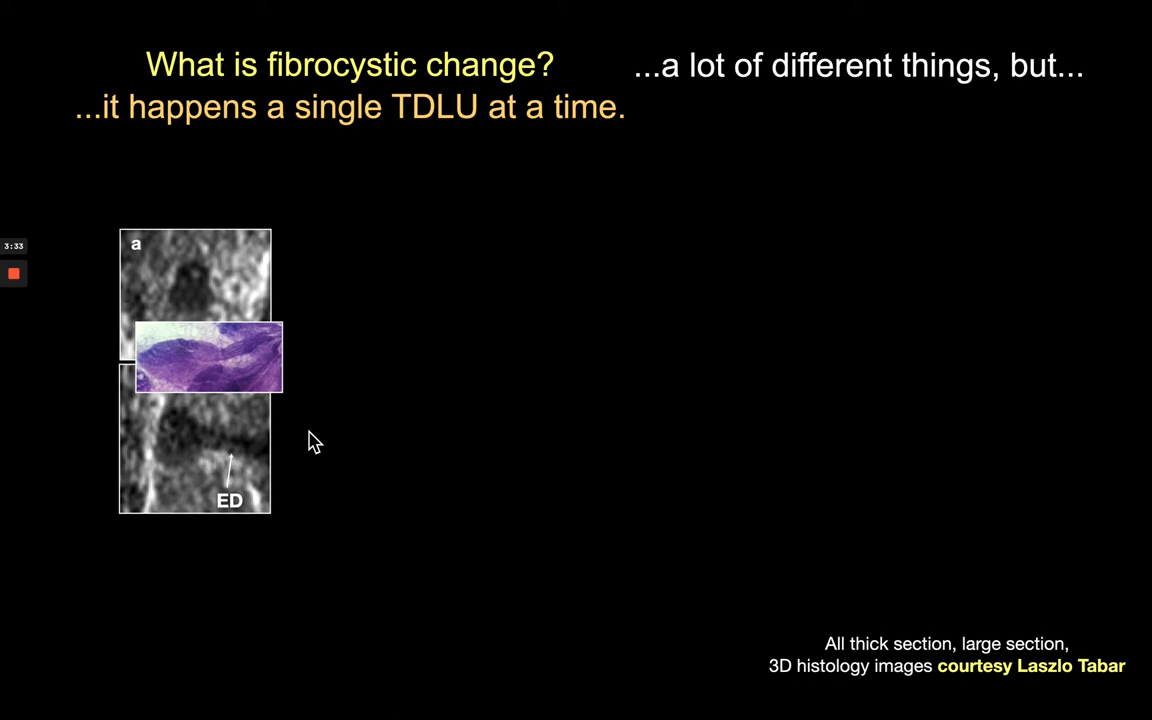 What is fibrocystic change? ...a lot of different things, but...
...it happens a single TDLU at a time.
a
3:33
ED
All thick section, large section,
3D histology images courtesy Laszlo Tabar